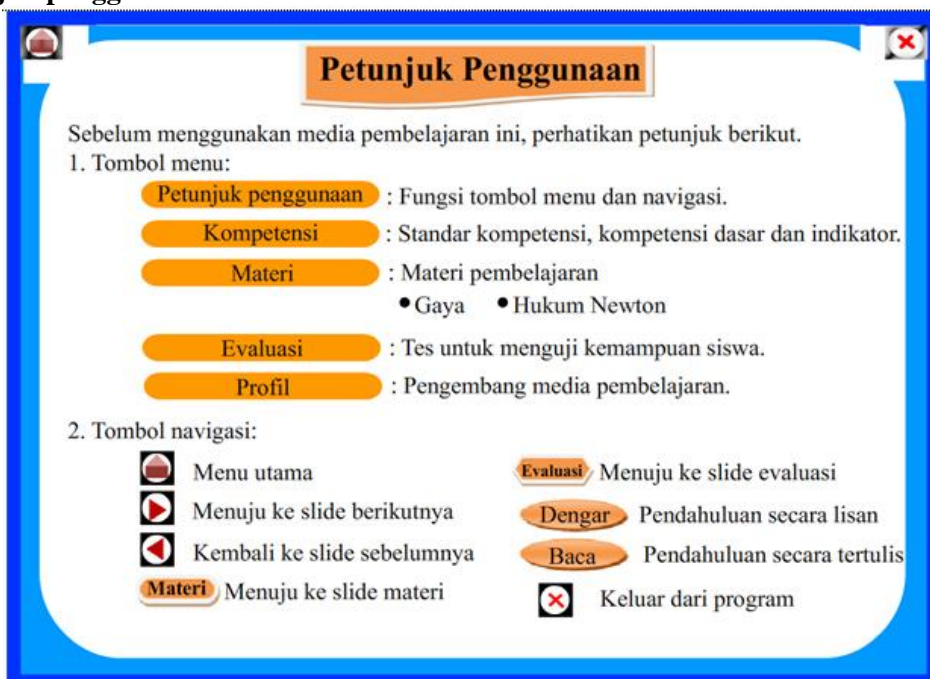 Petunjuk Penggunaan
Sebelum menggunakan media pembelajaran ini, perhatikan petunjuk berikut.
1. Tombol menu:
Petunjuk penggunaan : Fungsi tombol menu dan navigasi.
Kompetensi : Standar kompetensi, kompetensi dasar dan indikator.
Materi : Materi pembelajaran
• Gaya • Hukum Newton
Evaluasi : Tes untuk menguji kemampuan siswa.
Profil : Pengembang media pembelajaran.
2. Tombol navigasi:
Menu utama
Menuju ke slide berikutnya
Kembali ke slide sebelumnya
Materi Menuju ke slide materi
Evaluasi Menuju ke slide evaluasi
Dengar Pendahuluan secara lisan
Baca Pendahuluan secara tertulis
Keluar dari program